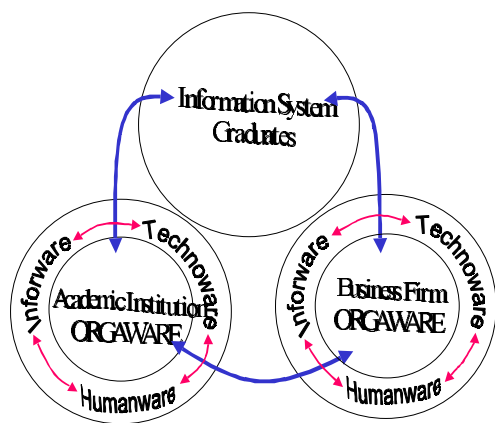 Information System
Graduates
Inforware
Technoware
Academic Institution
ORGAWARE
Humanware
Inforware
Technoware
Business Firm
ORGAWARE
Humanware